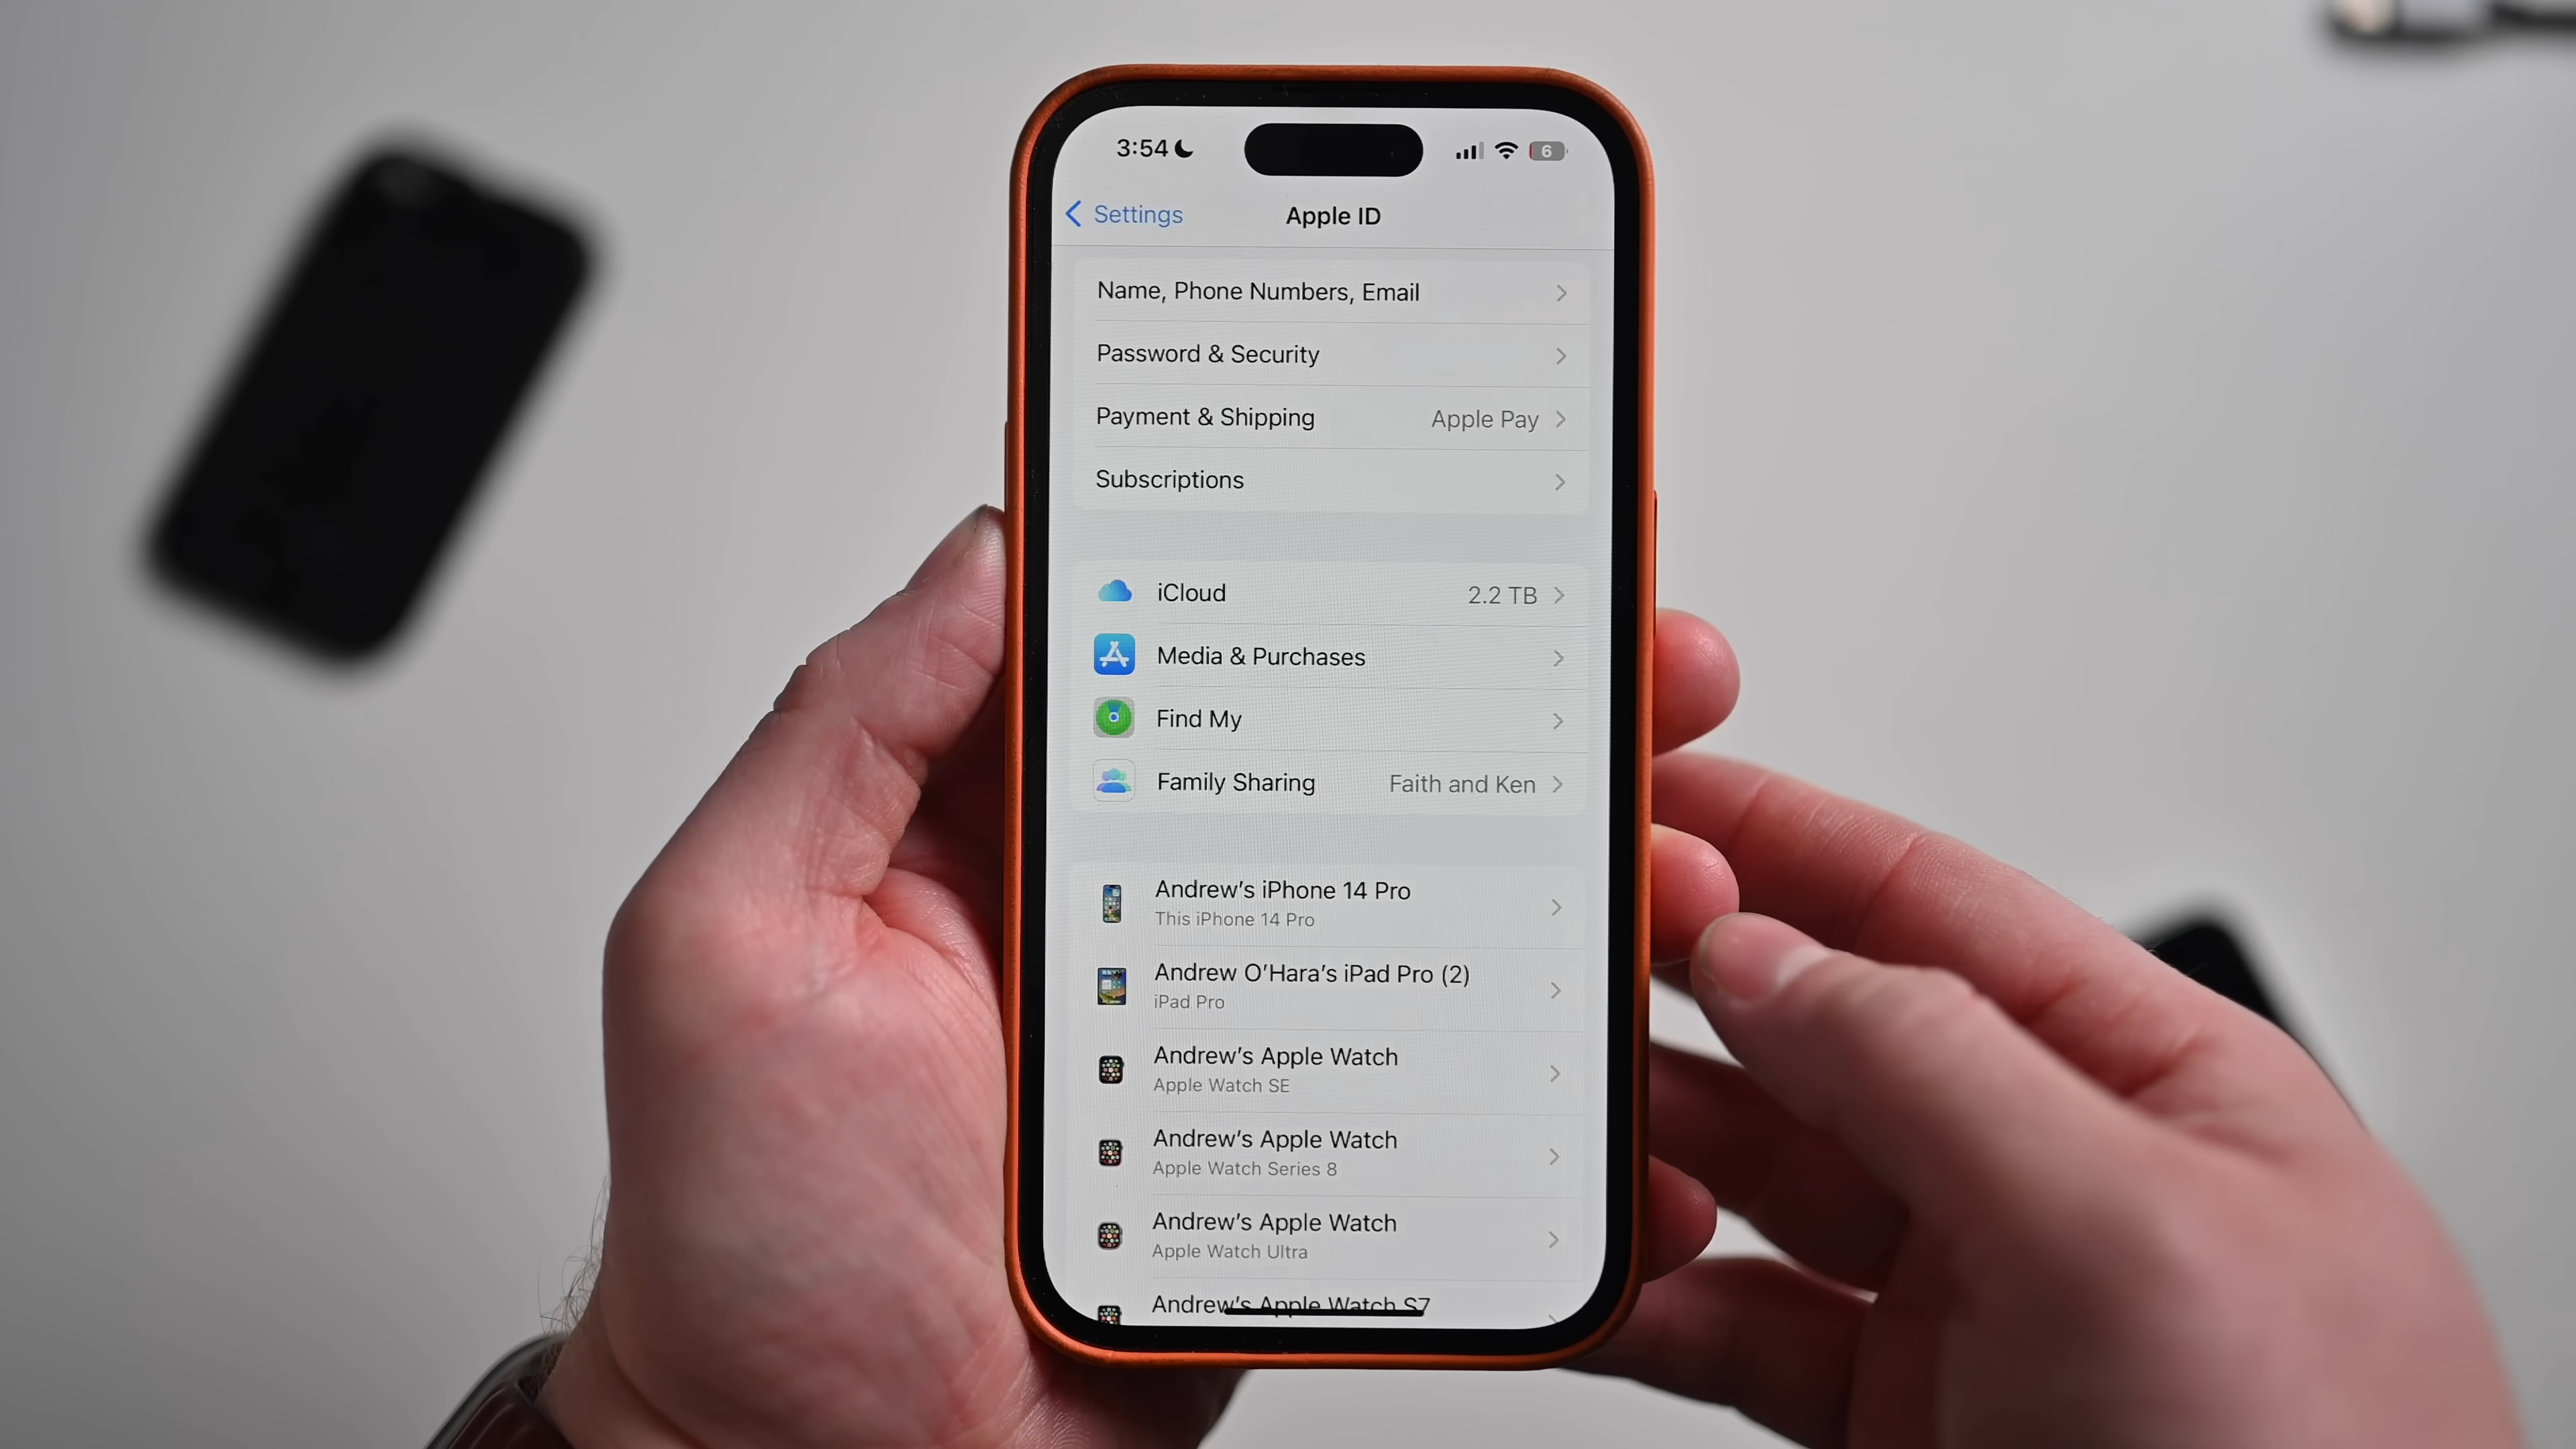 3:54
6
Settings
Apple ID
Name, Phone Numbers, Email
Password & Security
Payment & Shipping Apple Pay
Subscriptions
iCloud 2.2 TB
Media & Purchases
Find My
Family Sharing Faith and Ken
Andrew’s iPhone 14 Pro
This iPhone 14 Pro
Andrew O’Hara’s iPad Pro (2)
iPad Pro
Andrew’s Apple Watch
Apple Watch SE
Andrew’s Apple Watch
Apple Watch Series 8
Andrew’s Apple Watch
Apple Watch Ultra
Andrew’s Apple Watch S7